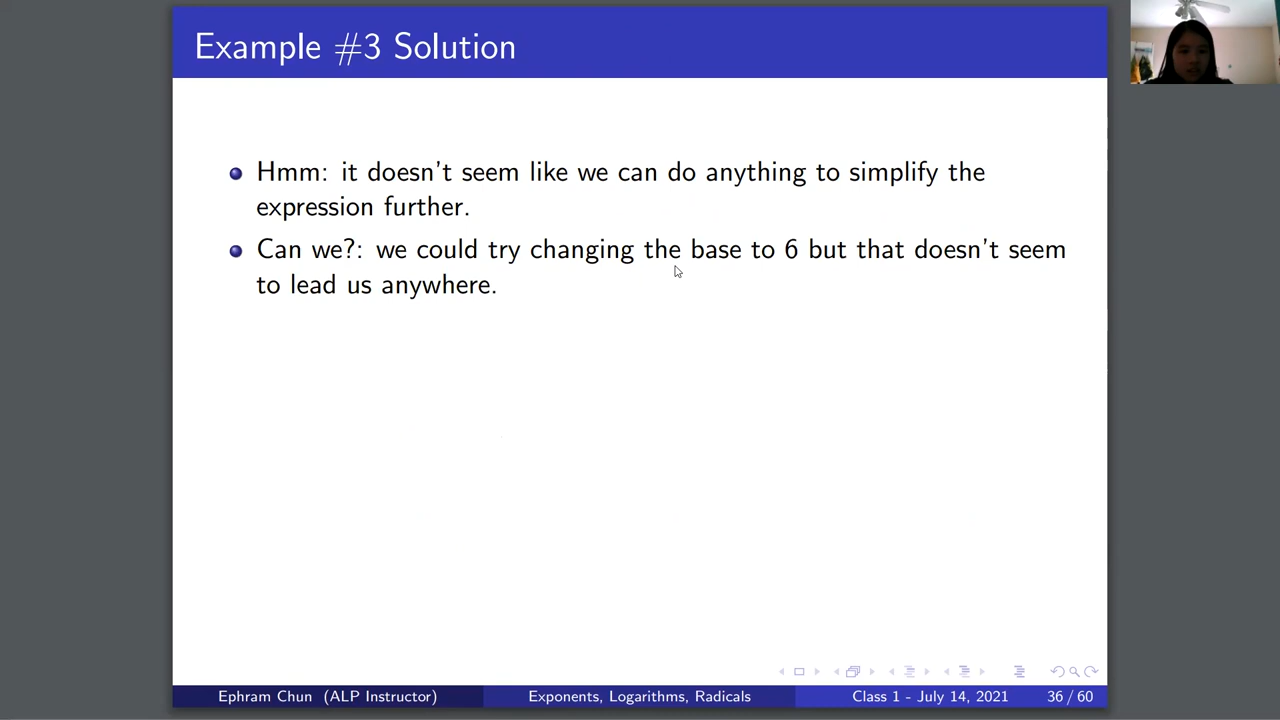 Example #3 Solution
Hmm: it doesn't seem like we can do anything to simplify the
expression further.
Can we?: we could try changing the base to 6 but that doesn't seem
to lead us anywhere.
Ephram Chun (ALP Instructor)
Exponents, Logarithms, Radicals
Class 1 - July 14, 2021
36 / 60